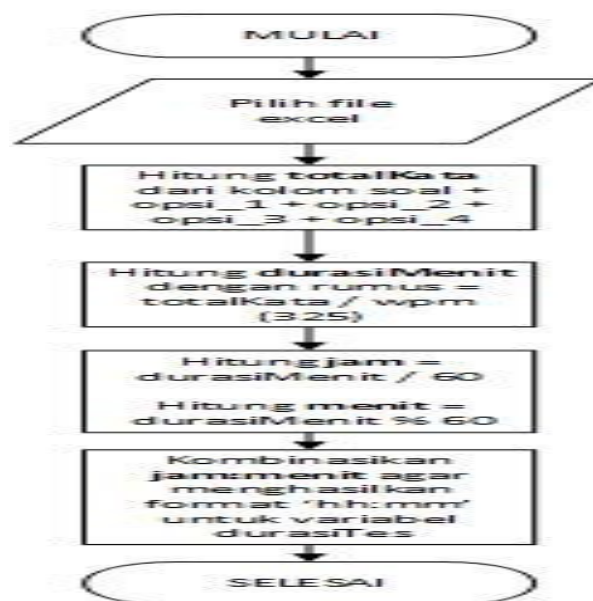 MULAI
Pilih file
excel
Hitung totalKata
dari kolom soal +
opsi_1 + opsi_2 +
opsi_3 + opsi_4
Hitung durasiMenit
dengan rumus =
totalKata / wpm
(325)
Hitung jam =
durasiMenit / 60
Hitung menit =
durasiMenit % 60
Kombinasikan
jam:menit agar
menghasilkan
format 'hh:mm'
untuk variabel
durasiTes
SELESAI